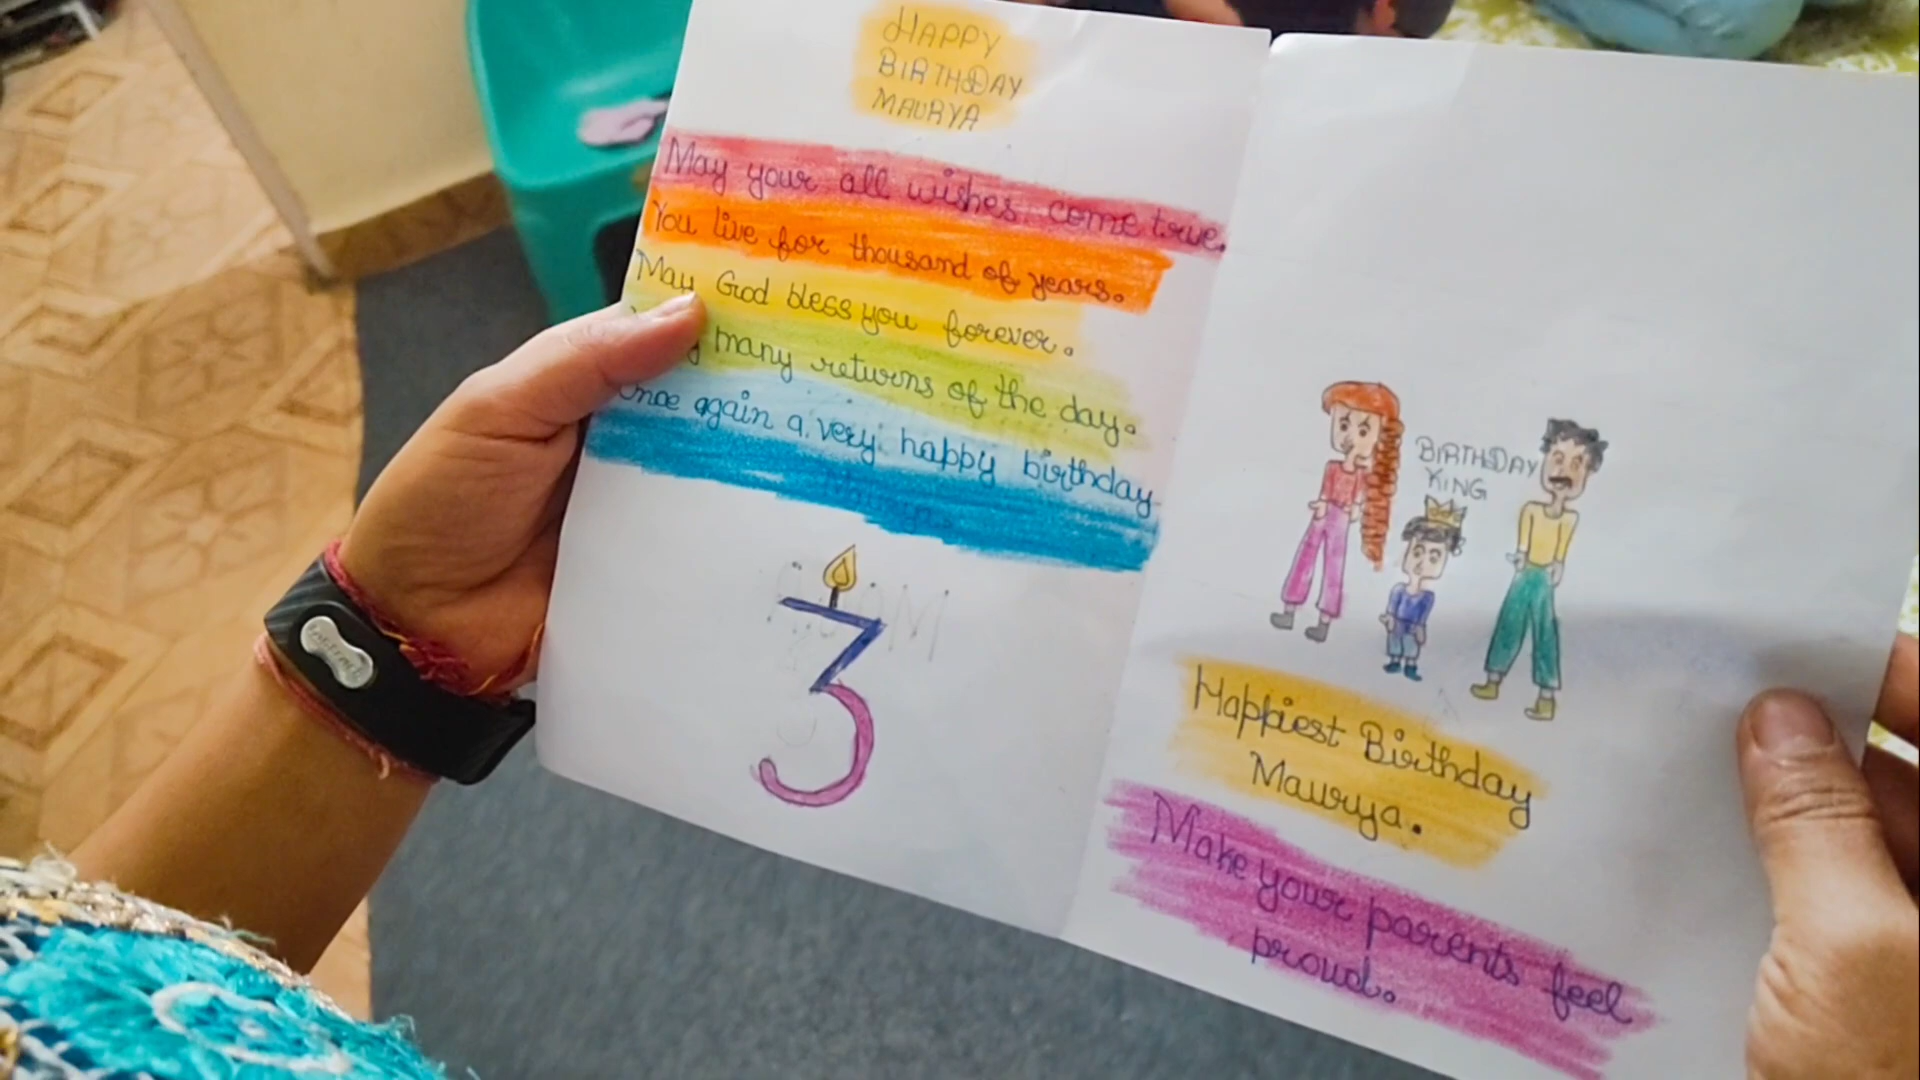 HAPPY
BIRTHDAY
MAURYA
May your all wishes come true.
You live for thousand of years.
May God bless you forever.
many returns of the day.
Once again a very happy birthday
Maurya.
3
BIRTHDAY
KING
Happiest Birthday
Maurya.
Make your parents feel
proud.